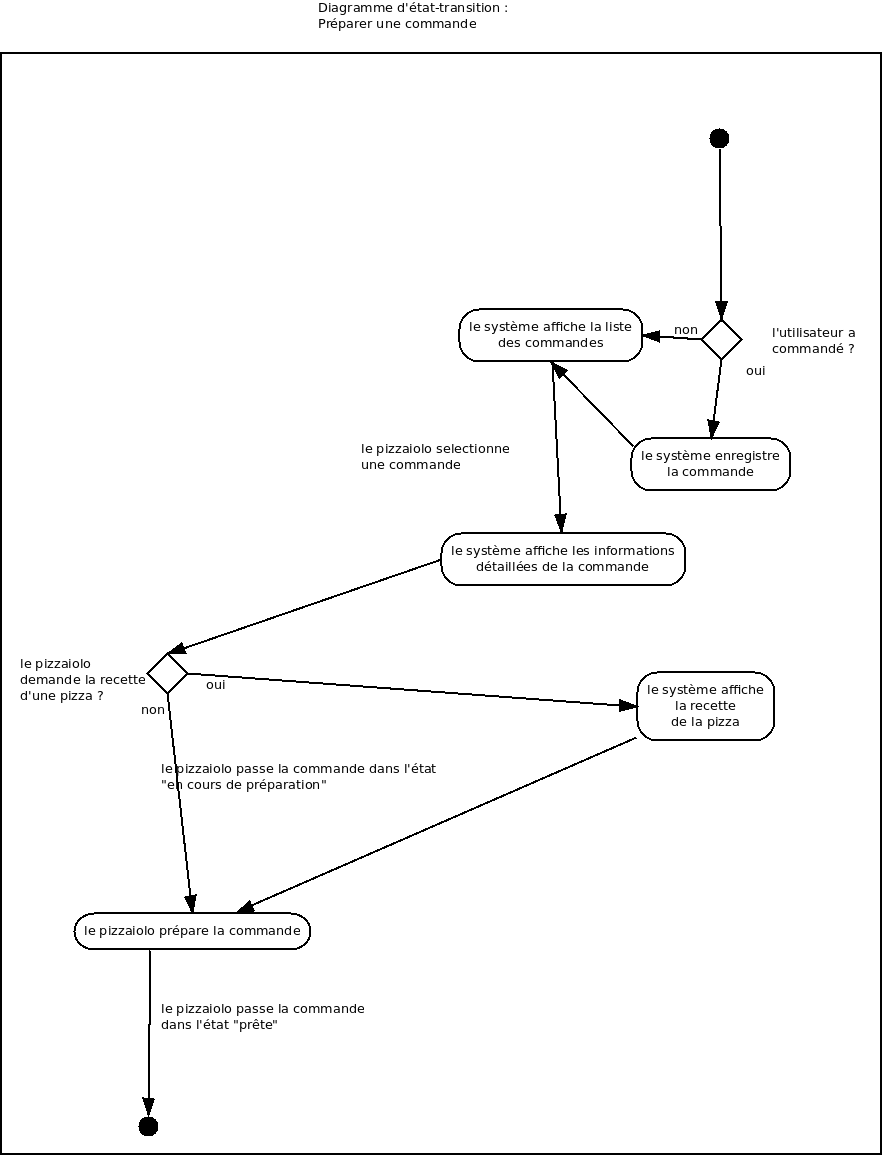 Diagramme d'état-transition :
Préparer une commande
le système affiche la liste
des commandes
non
l'utilisateur a
commandé ?
oui
le pizzaiolo selectionne
une commande
le système enregistre
la commande
le système affiche les informations
détaillées de la commande
le pizzaiolo
demande la recette
d'une pizza ?
oui
non
le système affiche
la recette
de la pizza
le pizzaiolo passe la commande dans l'état
"en cours de préparation"
le pizzaiolo prépare la commande
le pizzaiolo passe la commande
dans l'état "prête"